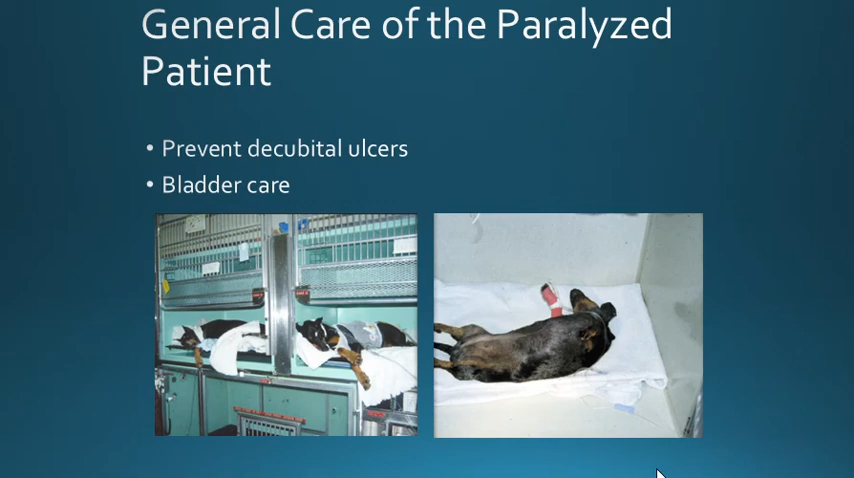 General Care of the Paralyzed
Patient
• Prevent decubital ulcers
• Bladder care